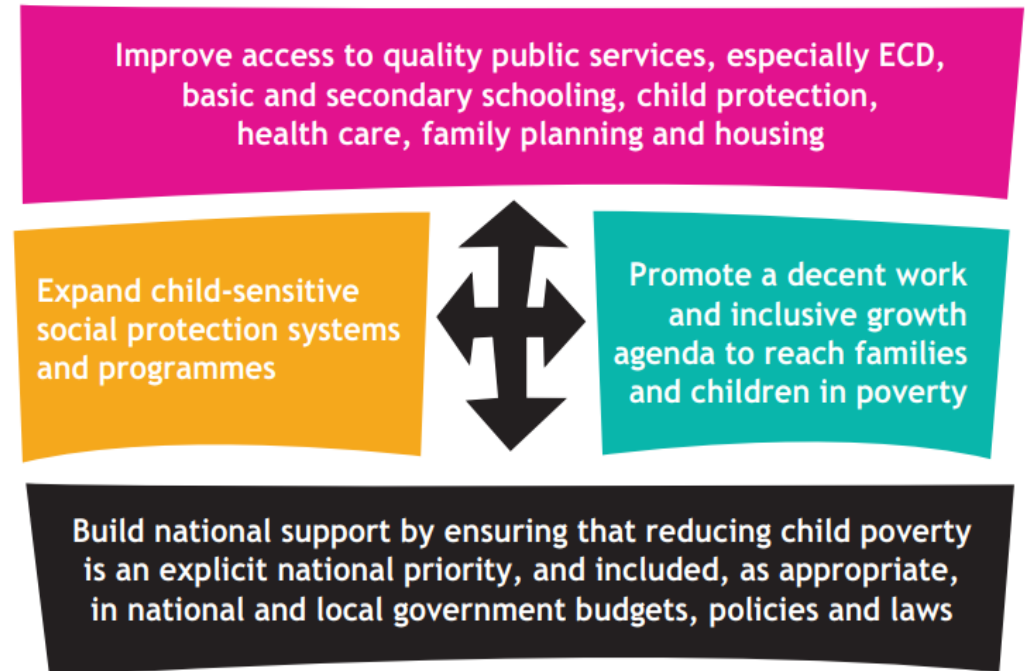 Improve access to quality public services, especially ECD,
basic and secondary schooling, child protection,
health care, family planning and housing
Expand child-sensitive
social protection systems
and programmes
Promote a decent work
and inclusive growth
agenda to reach families
and children in poverty
Build national support by ensuring that reducing child poverty
is an explicit national priority, and included, as appropriate,
in national and local government budgets, policies and laws